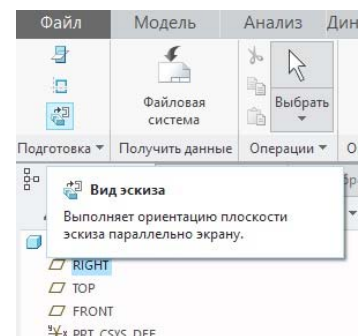 Файл Модель Анализ
Файловая
система
Выбрать
Подготовка Получить данные Операции
Вид эскиза
Выполняет ориентацию плоскости
эскиза параллельно экрану.
RIGHT
TOP
FRONT
PRT_CSYS_DEF